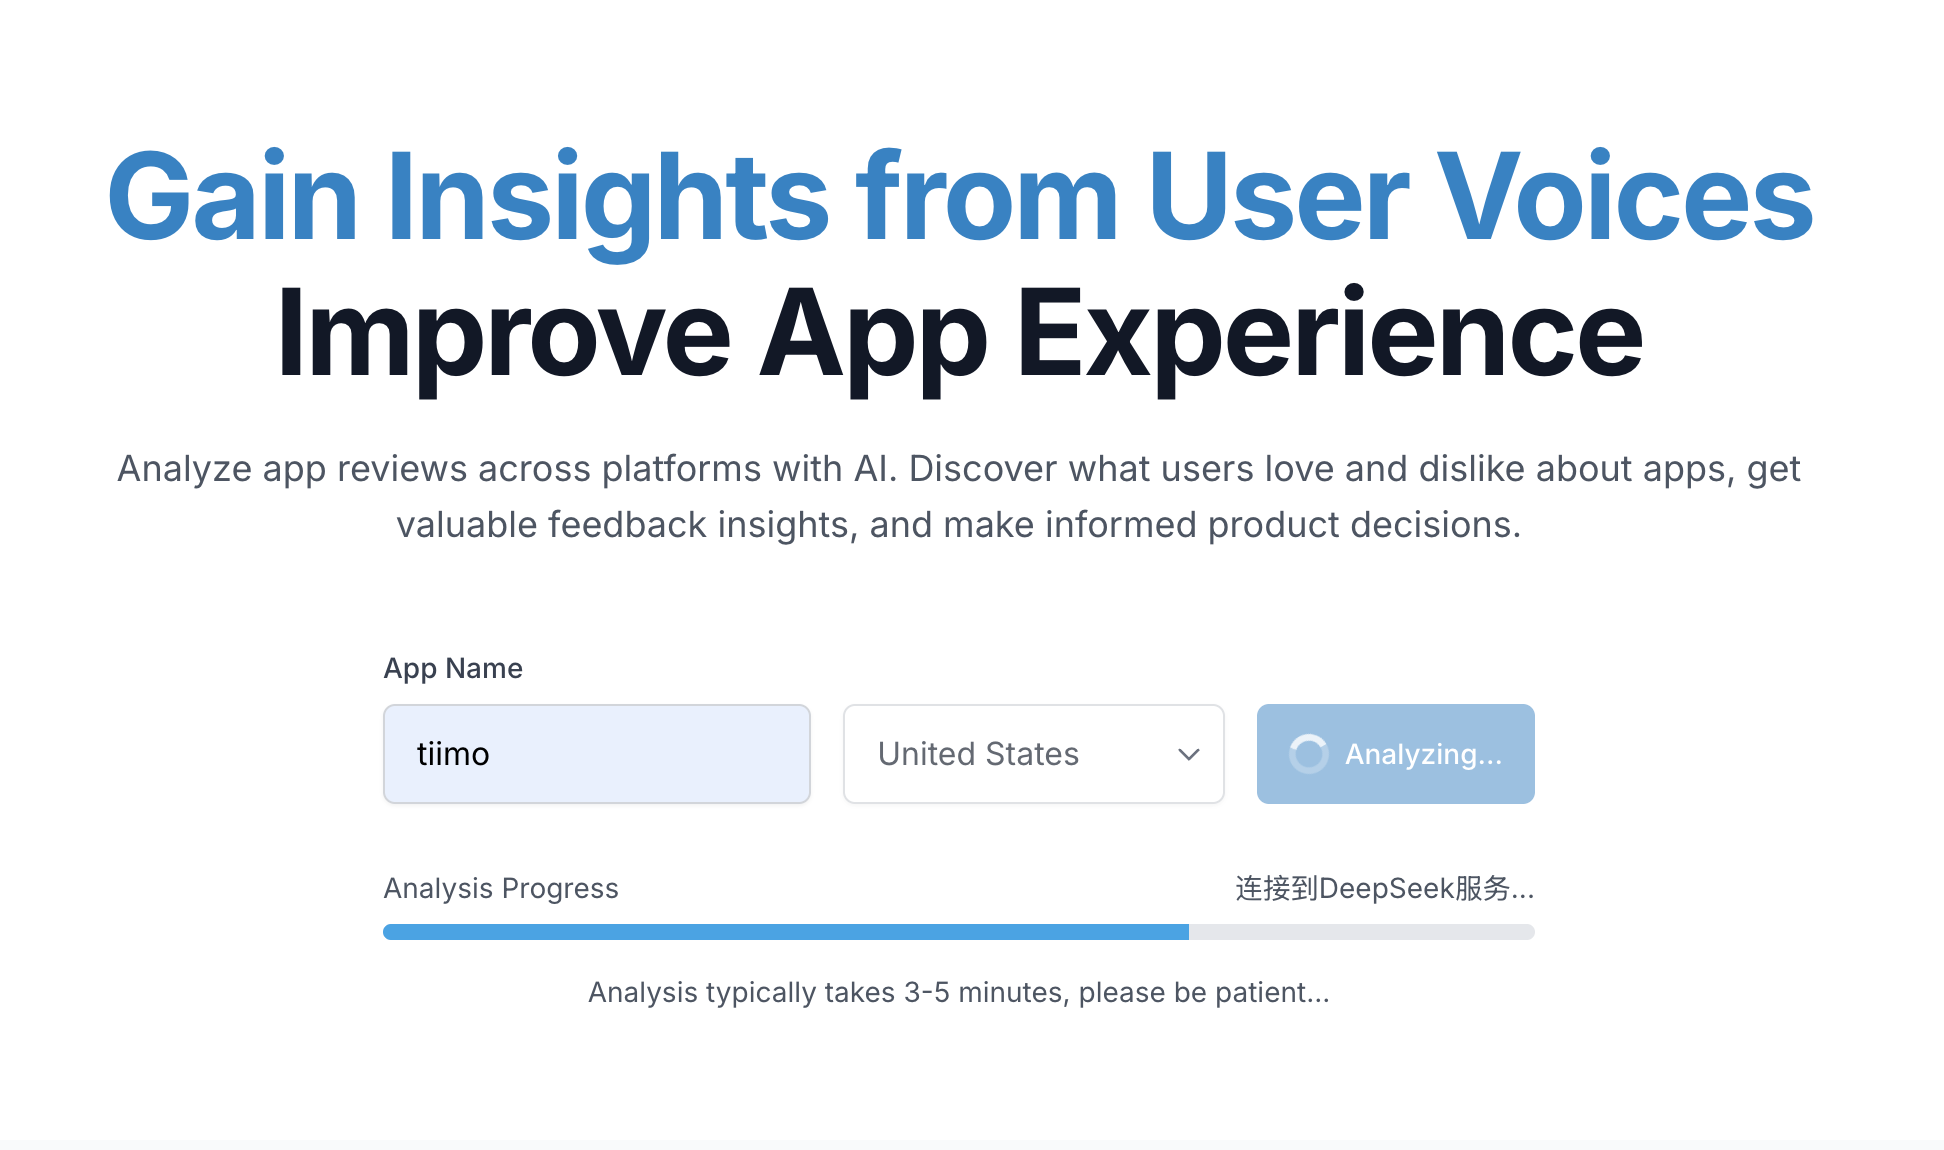 Gain Insights from User Voices
Improve App Experience
Analyze app reviews across platforms with AI. Discover what users love and dislike about apps, get
valuable feedback insights, and make informed product decisions.
App Name
tiimo
United States
Analyzing...
Analysis Progress
连接到DeepSeek服务...
Analysis typically takes 3-5 minutes, please be patient...